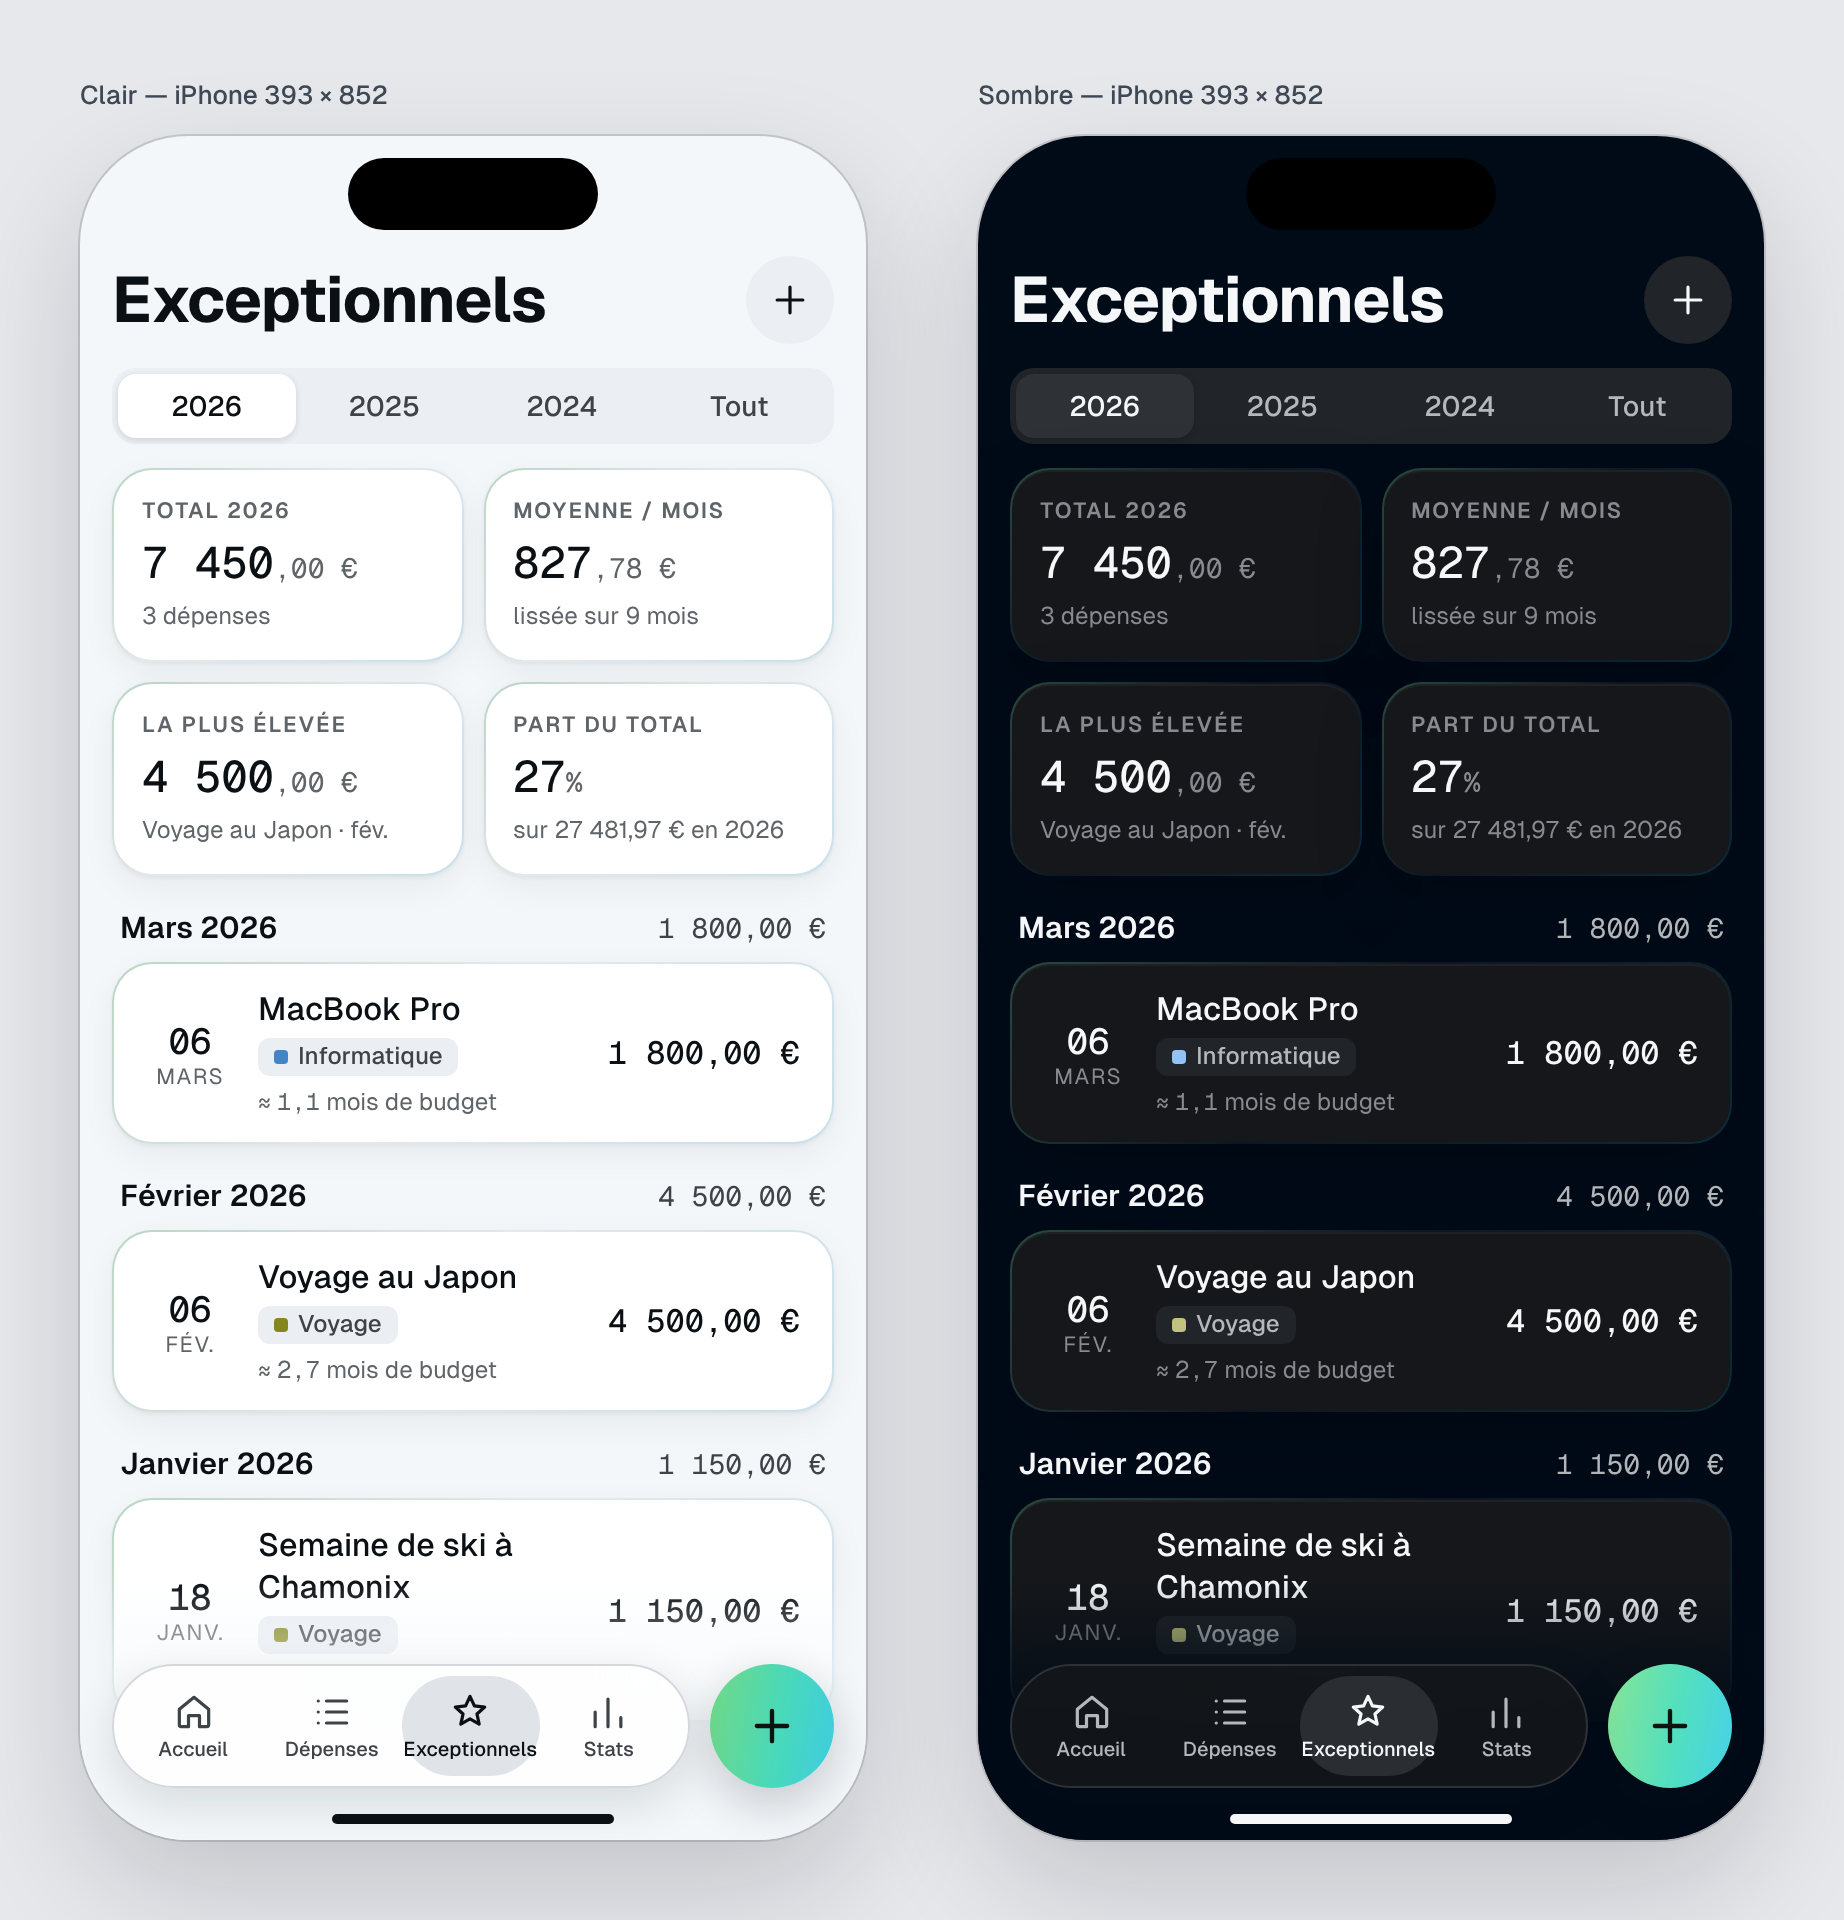 Clair — iPhone 393 × 852
Exceptionnels
2026 2025 2024 Tout
TOTAL 2026
7 450,00 €
3 dépenses
MOYENNE / MOIS
827,78 €
lissée sur 9 mois
LA PLUS ÉLEVÉE
4 500,00 €
Voyage au Japon · fév.
PART DU TOTAL
27%
sur 27 481,97 € en 2026
Mars 2026 1 800,00 €
06
MARS
MacBook Pro
Informatique
≈ 1,1 mois de budget
1 800,00 €
Février 2026 4 500,00 €
06
FÉV.
Voyage au Japon
Voyage
≈ 2,7 mois de budget
4 500,00 €
Janvier 2026 1 150,00 €
18
JANV.
Semaine de ski à
Chamonix
Voyage
1 150,00 €
Accueil Dépenses Exceptionnels Stats
Sombre — iPhone 393 × 852
Exceptionnels
2026 2025 2024 Tout
TOTAL 2026
7 450,00 €
3 dépenses
MOYENNE / MOIS
827,78 €
lissée sur 9 mois
LA PLUS ÉLEVÉE
4 500,00 €
Voyage au Japon · fév.
PART DU TOTAL
27%
sur 27 481,97 € en 2026
Mars 2026 1 800,00 €
06
MARS
MacBook Pro
Informatique
≈ 1,1 mois de budget
1 800,00 €
Février 2026 4 500,00 €
06
FÉV.
Voyage au Japon
Voyage
≈ 2,7 mois de budget
4 500,00 €
Janvier 2026 1 150,00 €
18
JANV.
Semaine de ski à
Chamonix
Voyage
1 150,00 €
Accueil Dépenses Exceptionnels Stats